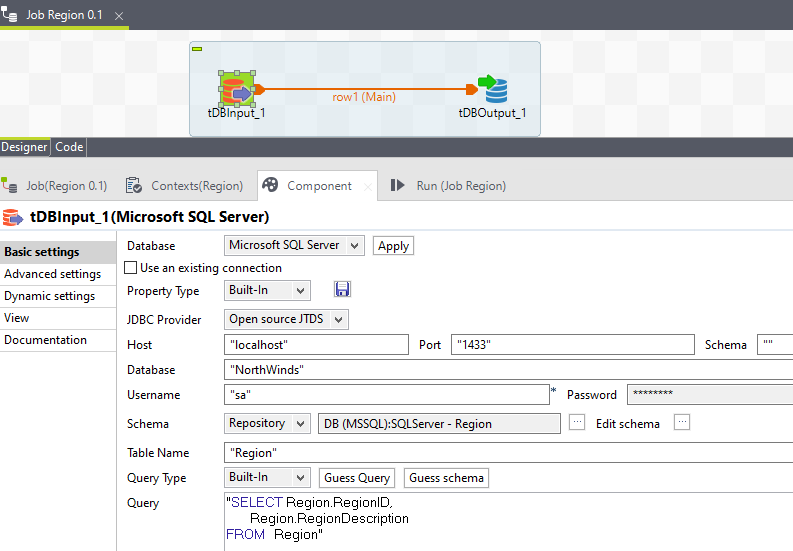 Job Region 0.1
row1 (Main)
tDBInput_1
tDBOutput_1
Designer Code
Job(Region 0.1) Contexts(Region) Component Run (Job Region)
tDBInput_1(Microsoft SQL Server)
Basic settings
Advanced settings
Dynamic settings
View
Documentation
Database Microsoft SQL Server Apply
Use an existing connection
Property Type Built-In
JDBC Provider Open source JTDS
Host "localhost" Port "1433" Schema ""
Database "NorthWinds"
Username "sa" * Password ********
Schema Repository DB (MSSQL):SQLServer - Region ... Edit schema ...
Table Name "Region"
Query Type Built-In Guess Query Guess schema
Query "SELECT Region.RegionID,
Region.RegionDescription
FROM Region"